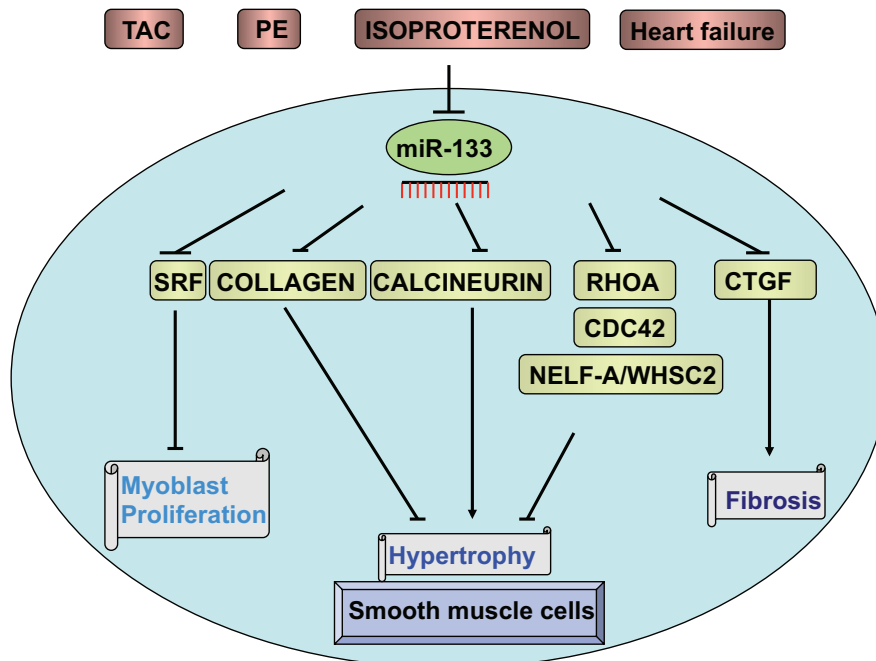 TAC
PE
ISOPROTERENOL
Heart failure
miR-133
SRF
COLLAGEN
CALCINEURIN
RHOA
CTGF
CDC42
NELF-A/WHSC2
Myoblast
Proliferation
Fibrosis
Hypertrophy
Smooth muscle cells